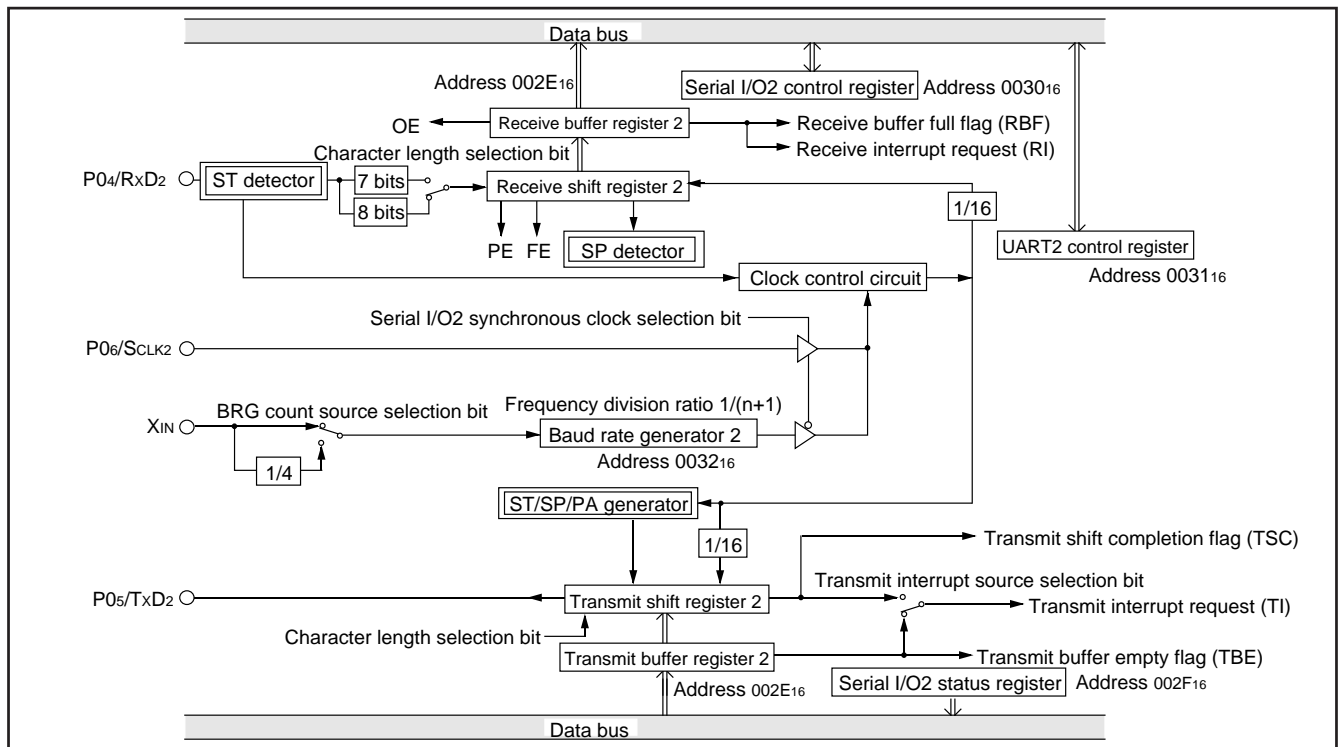 Data bus
Address 002E16
Serial I/O2 control register Address 003016
OE
Receive buffer register 2
Receive buffer full flag (RBF)
Receive interrupt request (RI)
Character length selection bit
P04/RXD2
ST detector
7 bits
8 bits
Receive shift register 2
1/16
PE FE
SP detector
UART2 control register
Address 003116
Clock control circuit
Serial I/O2 synchronous clock selection bit
P06/SCLK2
XIN
BRG count source selection bit
Frequency division ratio 1/(n+1)
Baud rate generator 2
Address 003216
1/4
ST/SP/PA generator
1/16
Transmit shift completion flag (TSC)
Transmit interrupt source selection bit
P05/TXD2
Transmit shift register 2
Transmit interrupt request (TI)
Character length selection bit
Transmit buffer register 2
Transmit buffer empty flag (TBE)
Address 002E16
Serial I/O2 status register Address 002F16
Data bus